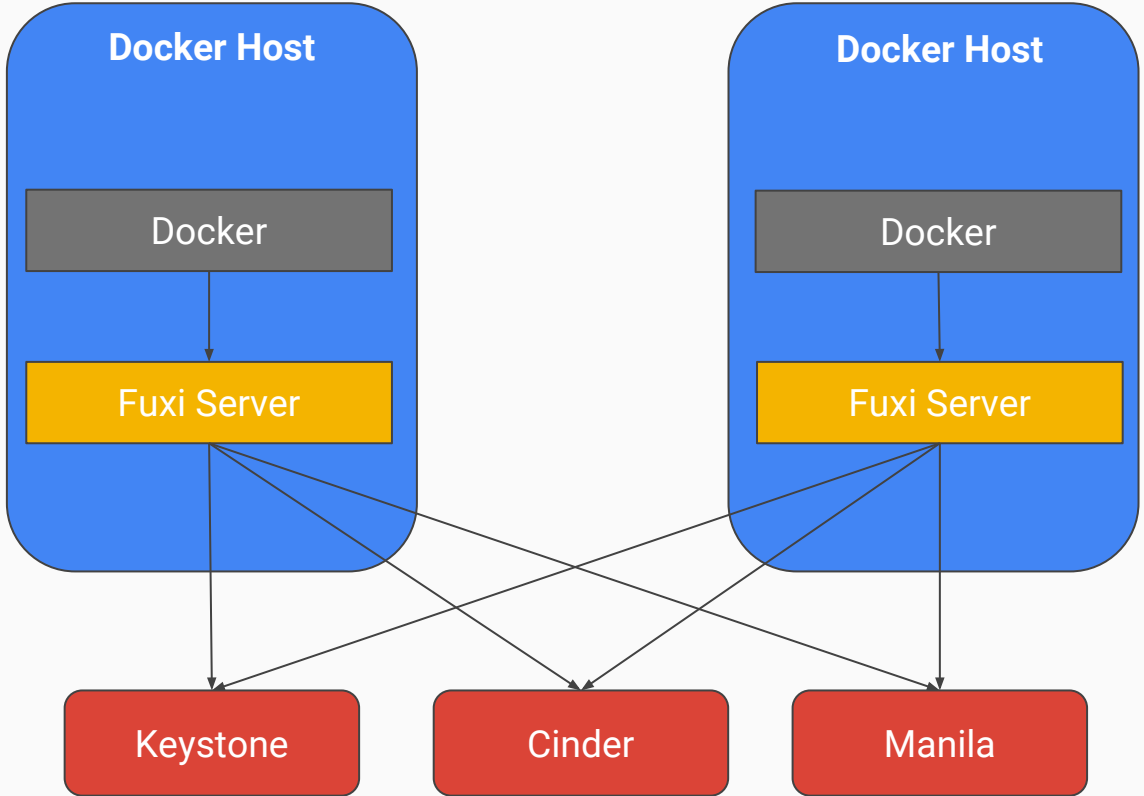 Docker Host
Docker Host
Docker
Docker
Fuxi Server
Fuxi Server
Keystone
Cinder
Manila